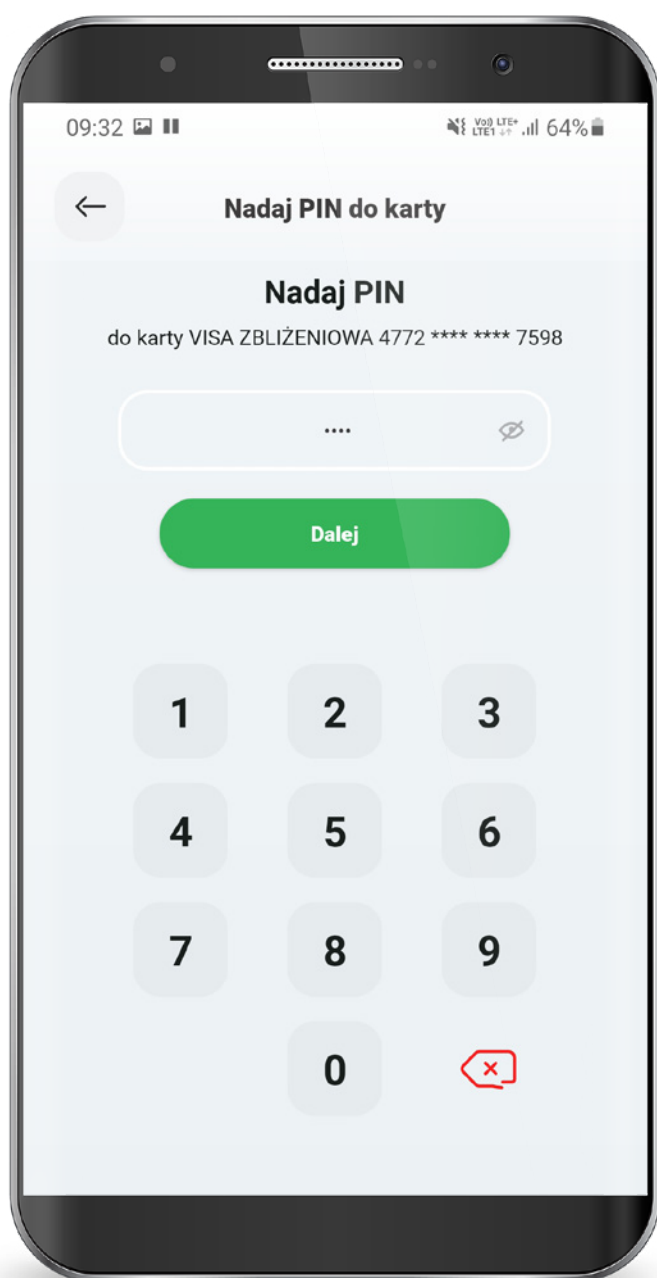 09:32 64%
Nadaj PIN do karty
Nadaj PIN
do karty VISA ZBLIŻENIOWA 4772 **** **** 7598
••••
Dalej
1 2 3
4 5 6
7 8 9
0